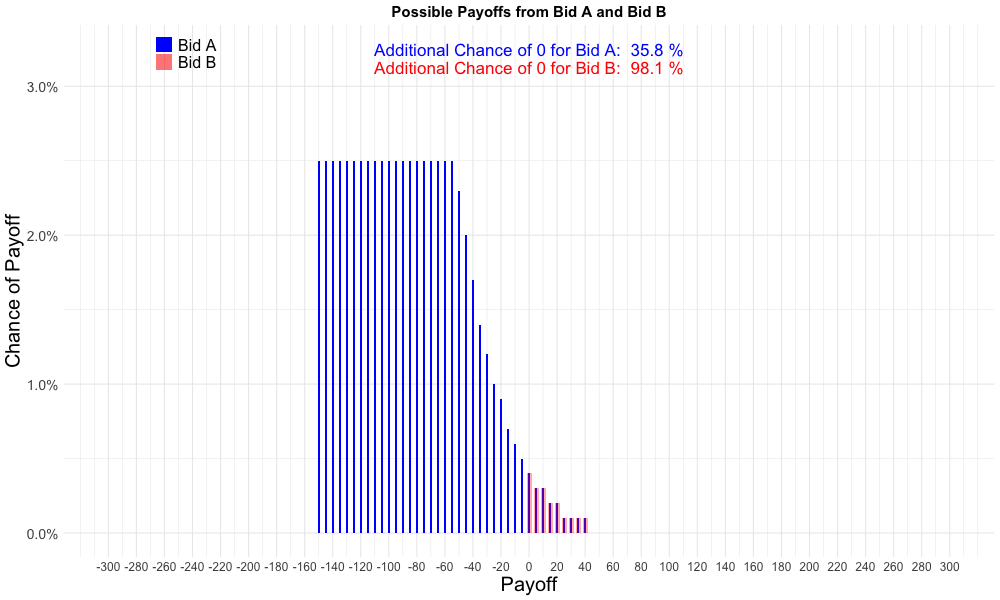 Possible Payoffs from Bid A and Bid B
Bid A
Bid B
Additional Chance of 0 for Bid A: 35.8 %
Additional Chance of 0 for Bid B: 98.1 %
Chance of Payoff
3.0%
2.0%
1.0%
0.0%
-300 -280 -260 -240 -220 -200 -180 -160 -140 -120 -100 -80 -60 -40 -20 0 20 40 60 80 100 120 140 160 180 200 220 240 260 280 300
Payoff